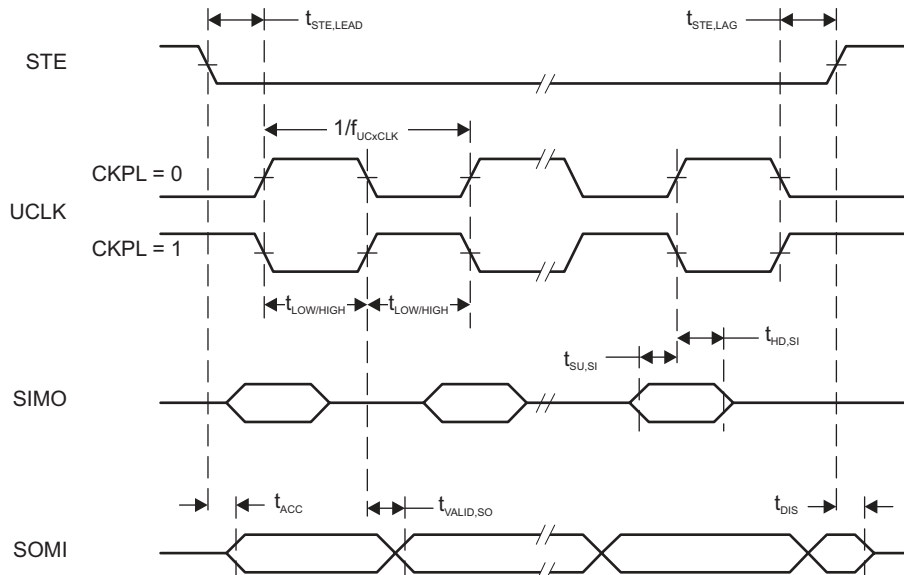 t_STE,LEAD
t_STE,LAG
STE
1/f_UCxCLK
CKPL = 0
UCLK
CKPL = 1
t_LOW/HIGH t_LOW/HIGH
t_HD,SI
t_SU,SI
SIMO
t_ACC
t_VALID,SO
t_DIS
SOMI